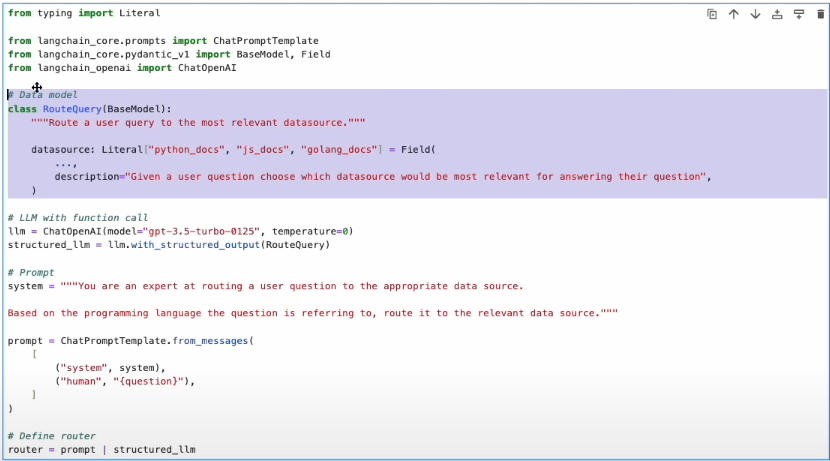 from typing import Literal
from langchain_core.prompts import ChatPromptTemplate
from langchain_core.pydantic_v1 import BaseModel, Field
from langchain_openai import ChatOpenAI
# Data model
class RouteQuery(BaseModel):
    """Route a user query to the most relevant datasource."""
    datasource: Literal["python_docs", "js_docs", "golang_docs"] = Field(
        ...,
        description="Given a user question choose which datasource would be most relevant for answering their question",
    )
# LLM with function call
llm = ChatOpenAI(model="gpt-3.5-turbo-0125", temperature=0)
structured_llm = llm.with_structured_output(RouteQuery)
# Prompt
system = """You are an expert at routing a user question to the appropriate data source.
Based on the programming language the question is referring to, route it to the relevant data source."""
prompt = ChatPromptTemplate.from_messages(
    [
        ("system", system),
        ("human", "{question}"),
    ]
)
# Define router
router = prompt | structured_llm